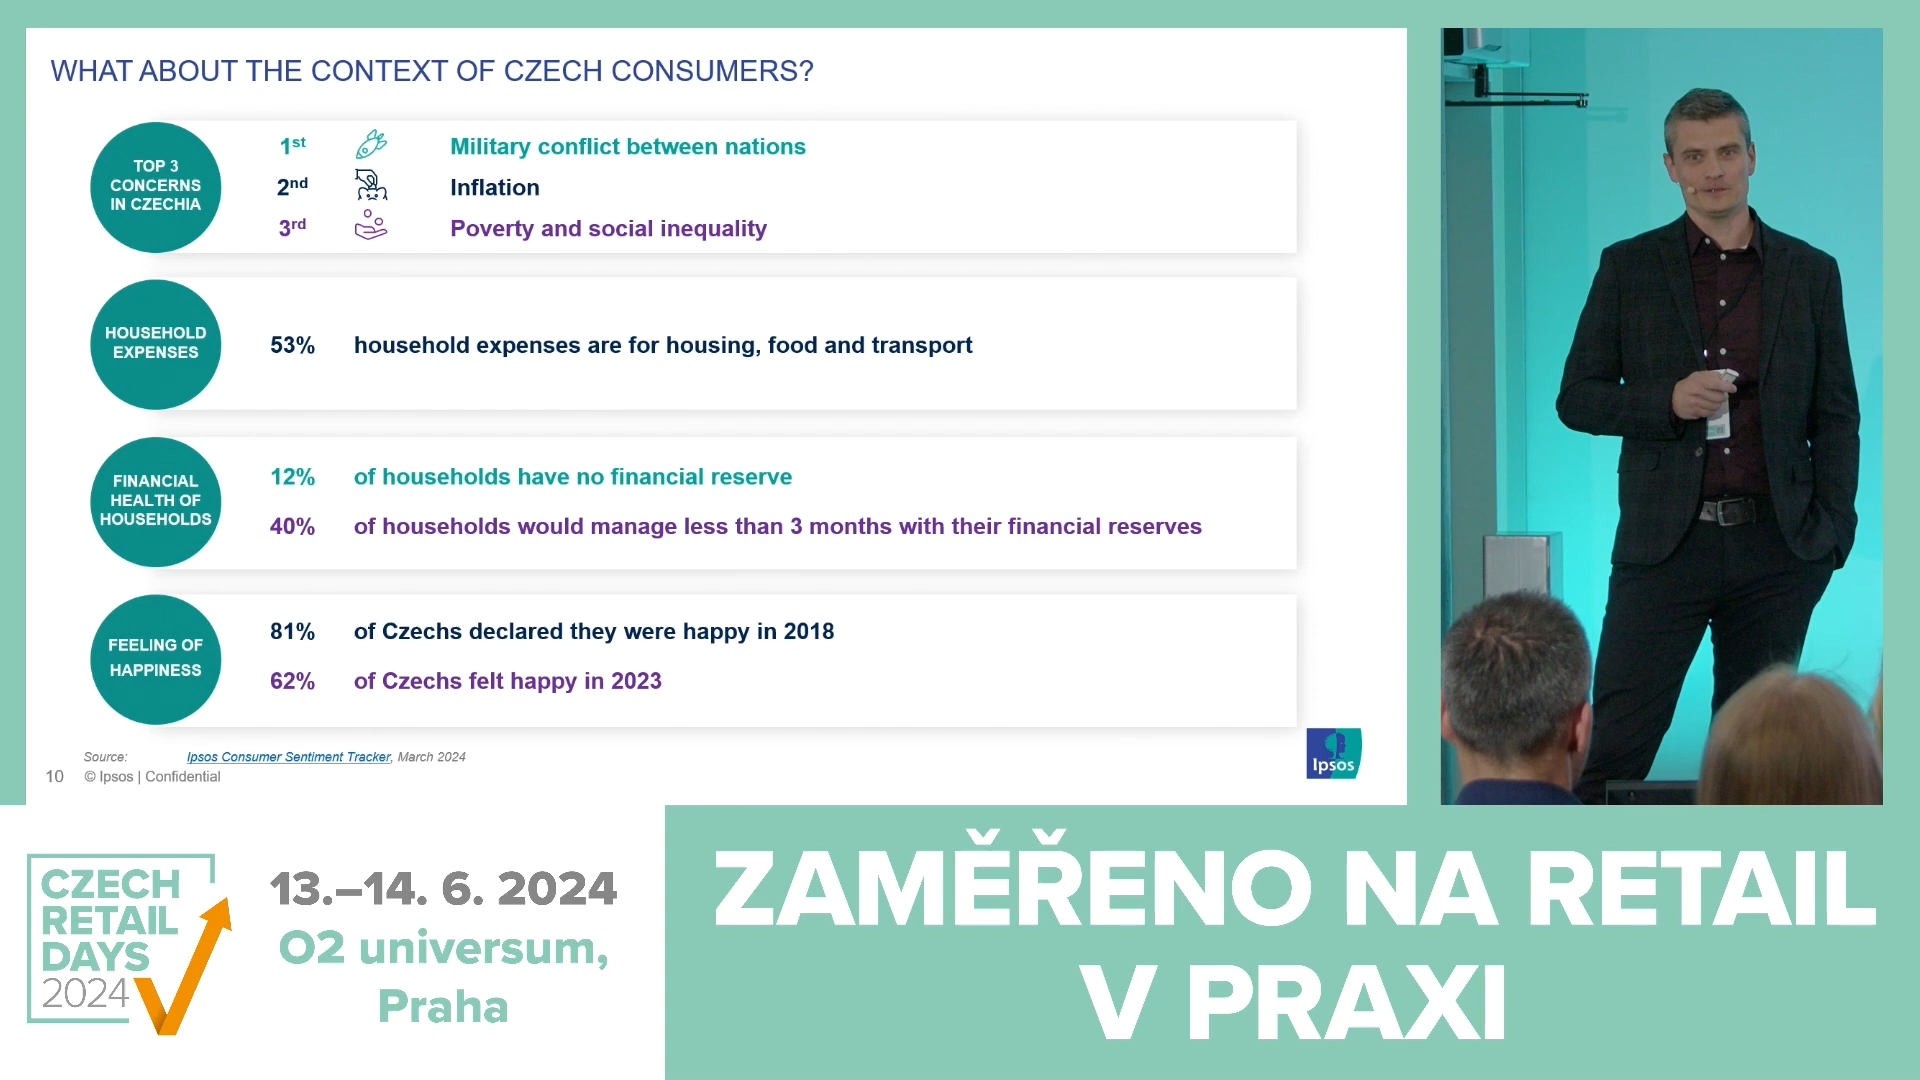 WHAT ABOUT THE CONTEXT OF CZECH CONSUMERS?
TOP 3
CONCERNS
IN CZECHIA
1st Military conflict between nations
2nd Inflation
3rd Poverty and social inequality
HOUSEHOLD
EXPENSES
53% household expenses are for housing, food and transport
FINANCIAL
HEALTH OF
HOUSEHOLDS
12% of households have no financial reserve
40% of households would manage less than 3 months with their financial reserves
FEELING OF
HAPPINESS
81% of Czechs declared they were happy in 2018
62% of Czechs felt happy in 2023
Source: Ipsos Consumer Sentiment Tracker, March 2024
10 © Ipsos | Confidential
Ipsos
CZECH
RETAIL
DAYS
2024
13.–14. 6. 2024
O2 universum,
Praha
ZAMĚŘENO NA RETAIL
V PRAXI